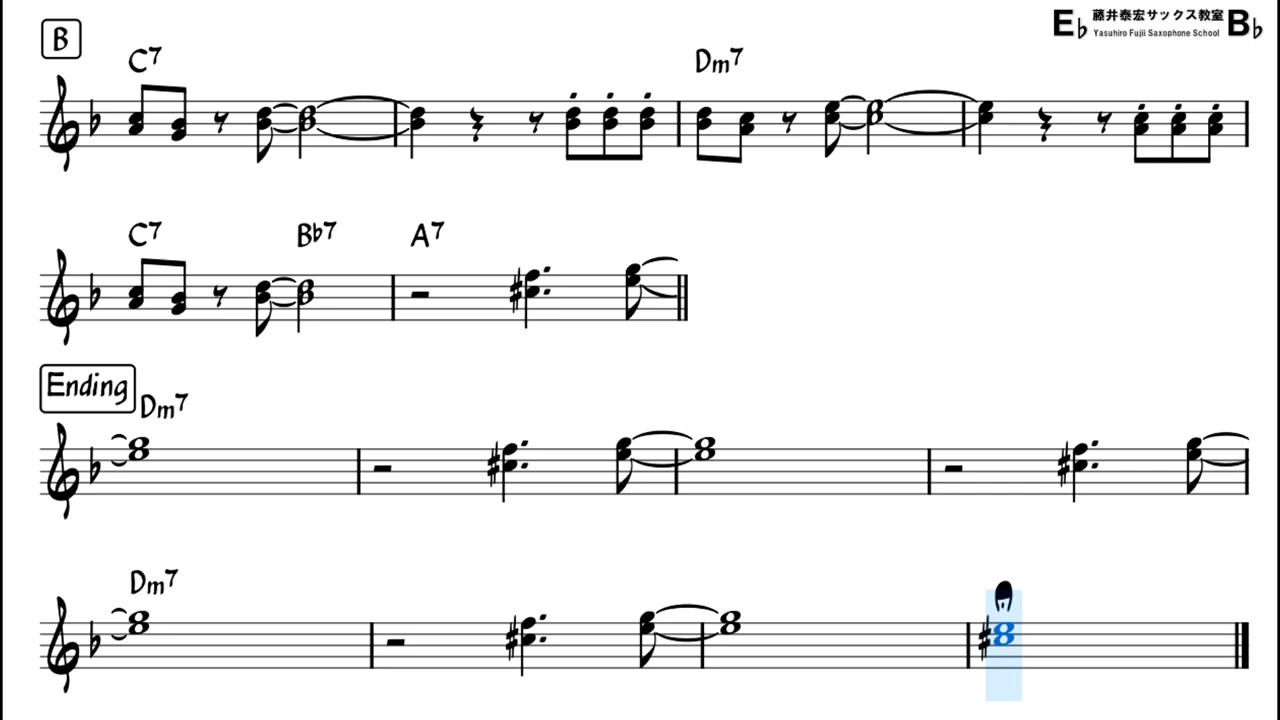 E♭ 藤井泰宏サックス教室 B♭
Yasuhiro Fujii Saxophone School
B
C7 Dm7
C7 B♭7 A7
Ending
Dm7
Dm7